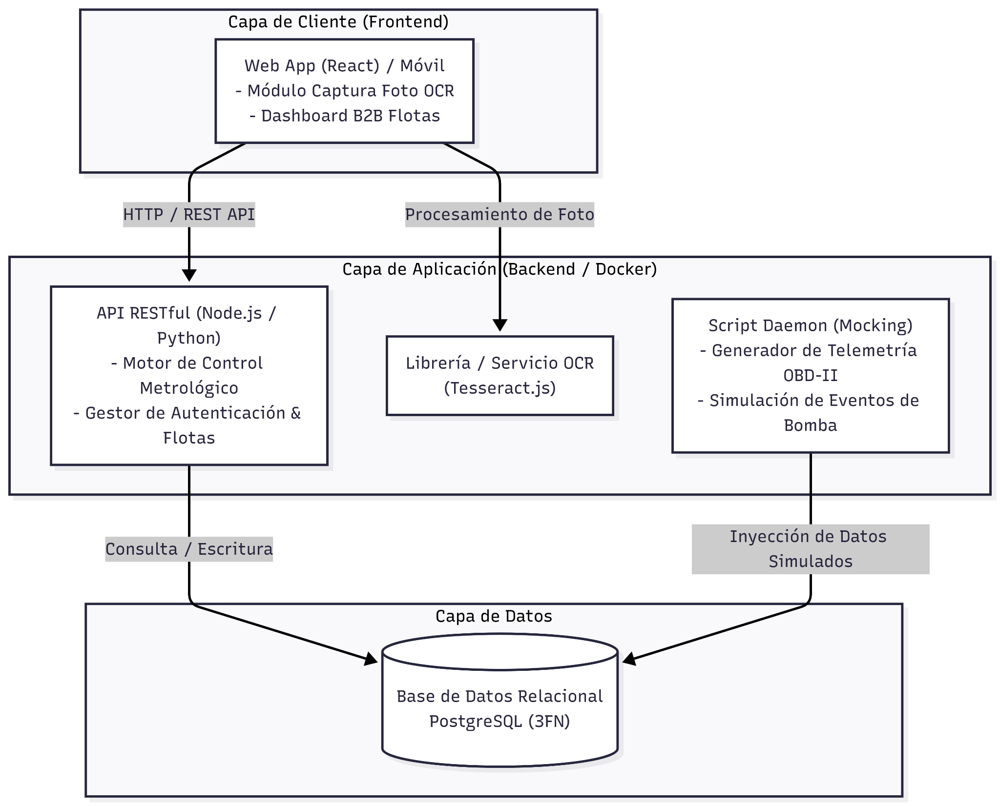 Capa de Cliente (Frontend)
Web App (React) / Móvil
- Módulo Captura Foto OCR
- Dashboard B2B Flotas
HTTP / REST API
Procesamiento de Foto
Capa de Aplicación (Backend / Docker)
API RESTful (Node.js /
Python)
- Motor de Control
Metrológico
- Gestor de Autenticación &
Flotas
Librería / Servicio OCR
(Tesseract.js)
Script Daemon (Mocking)
- Generador de Telemetría
OBD-II
- Simulación de Eventos de
Bomba
Consulta / Escritura
Inyección de Datos
Simulados
Capa de Datos
Base de Datos Relacional
PostgreSQL (3FN)